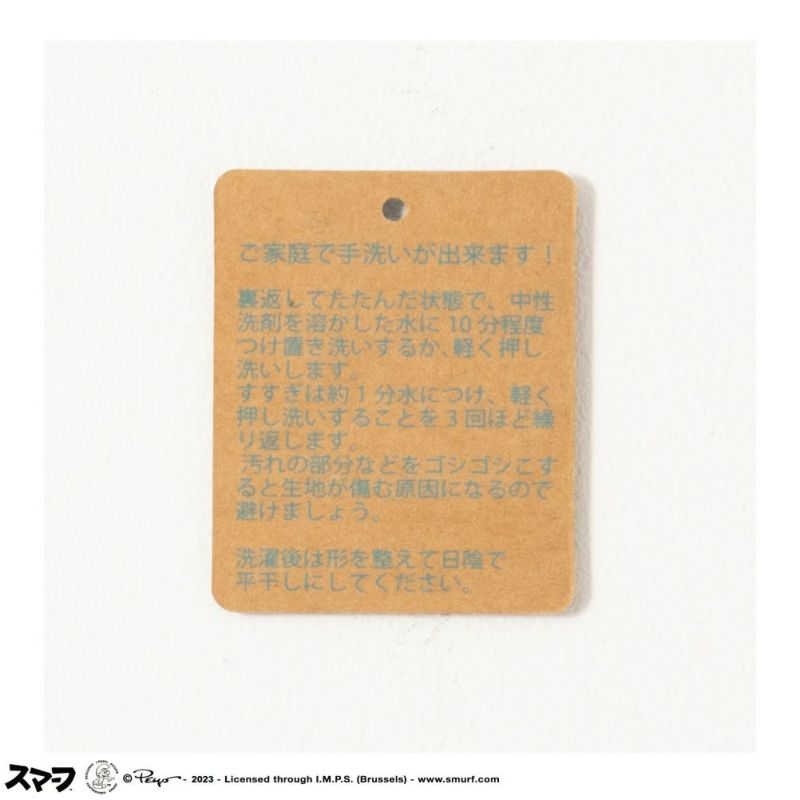 ご家庭で手洗いが出来ます！
裏返してたたんだ状態で、中性
洗剤を溶かした水に10分程度
つけ置き洗いするか、軽く押し
洗いします。
すすぎは約1分水につけ、軽く
押し洗いすることを3回ほど繰
り返します。
汚れの部分などをゴシゴシこす
ると生地が傷む原因になるので
避けましょう。
洗濯後は形を整えて日陰で
平干しにしてください。
スマーフ © Peyo - 2023 - Licensed through I.M.P.S. (Brussels) - www.smurf.com